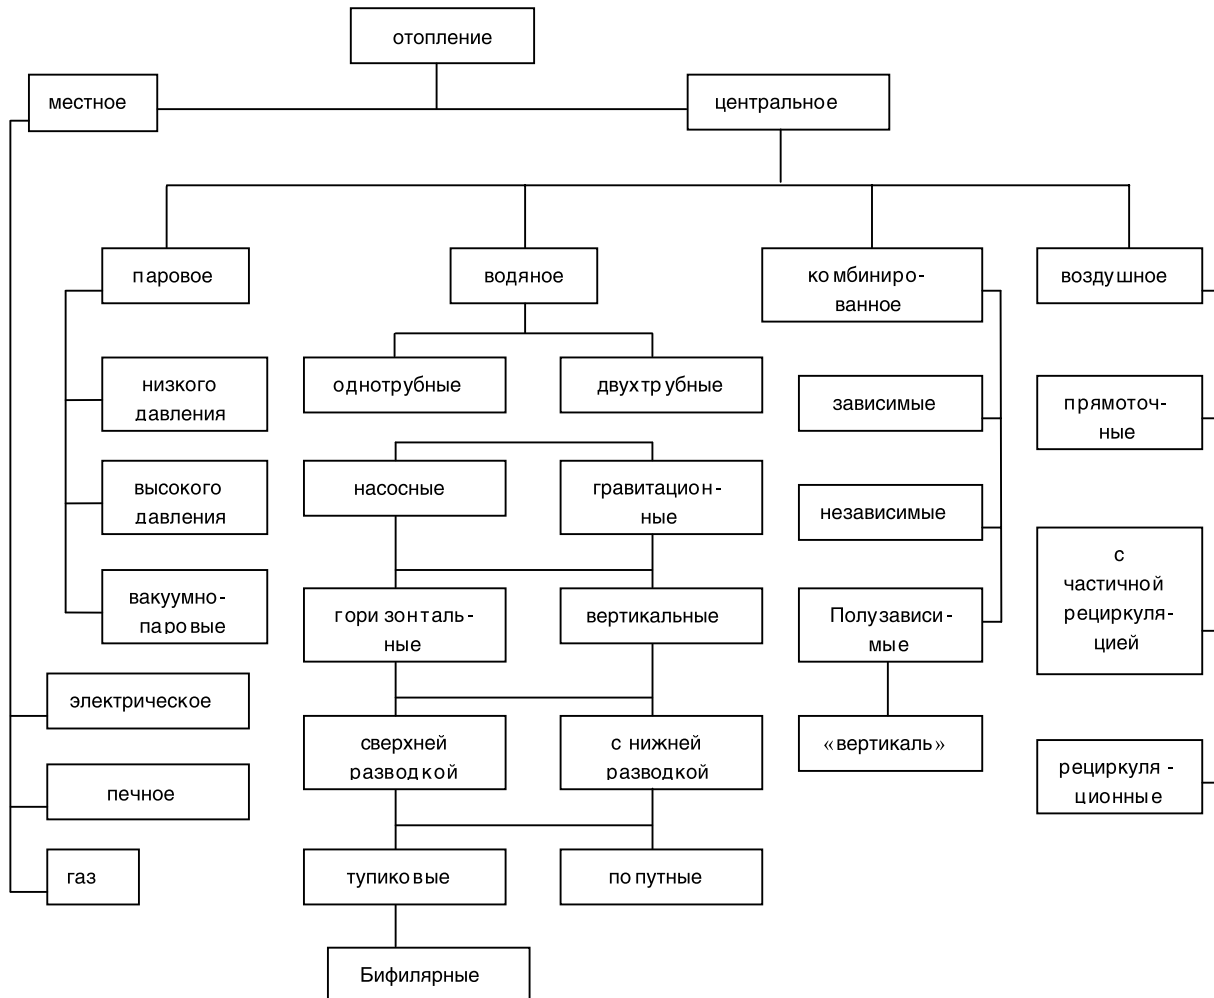 отопление
местное
центральное
паровое
водяное
комбиниро-
ванное
воздушное
низкого
давления
однотрубные
двухтрубные
зависимые
прямоточ-
ные
высокого
давления
насосные
гравитацион-
ные
независимые
с
частичной
рециркуля-
цией
вакуумно-
паровые
горизонталь-
ные
вертикальные
Полузависи-
мые
электрическое
сверхней
разводкой
с нижней
разводкой
«вертикаль»
рециркуля-
ционные
печное
газ
тупиковые
попутные
Бифилярные